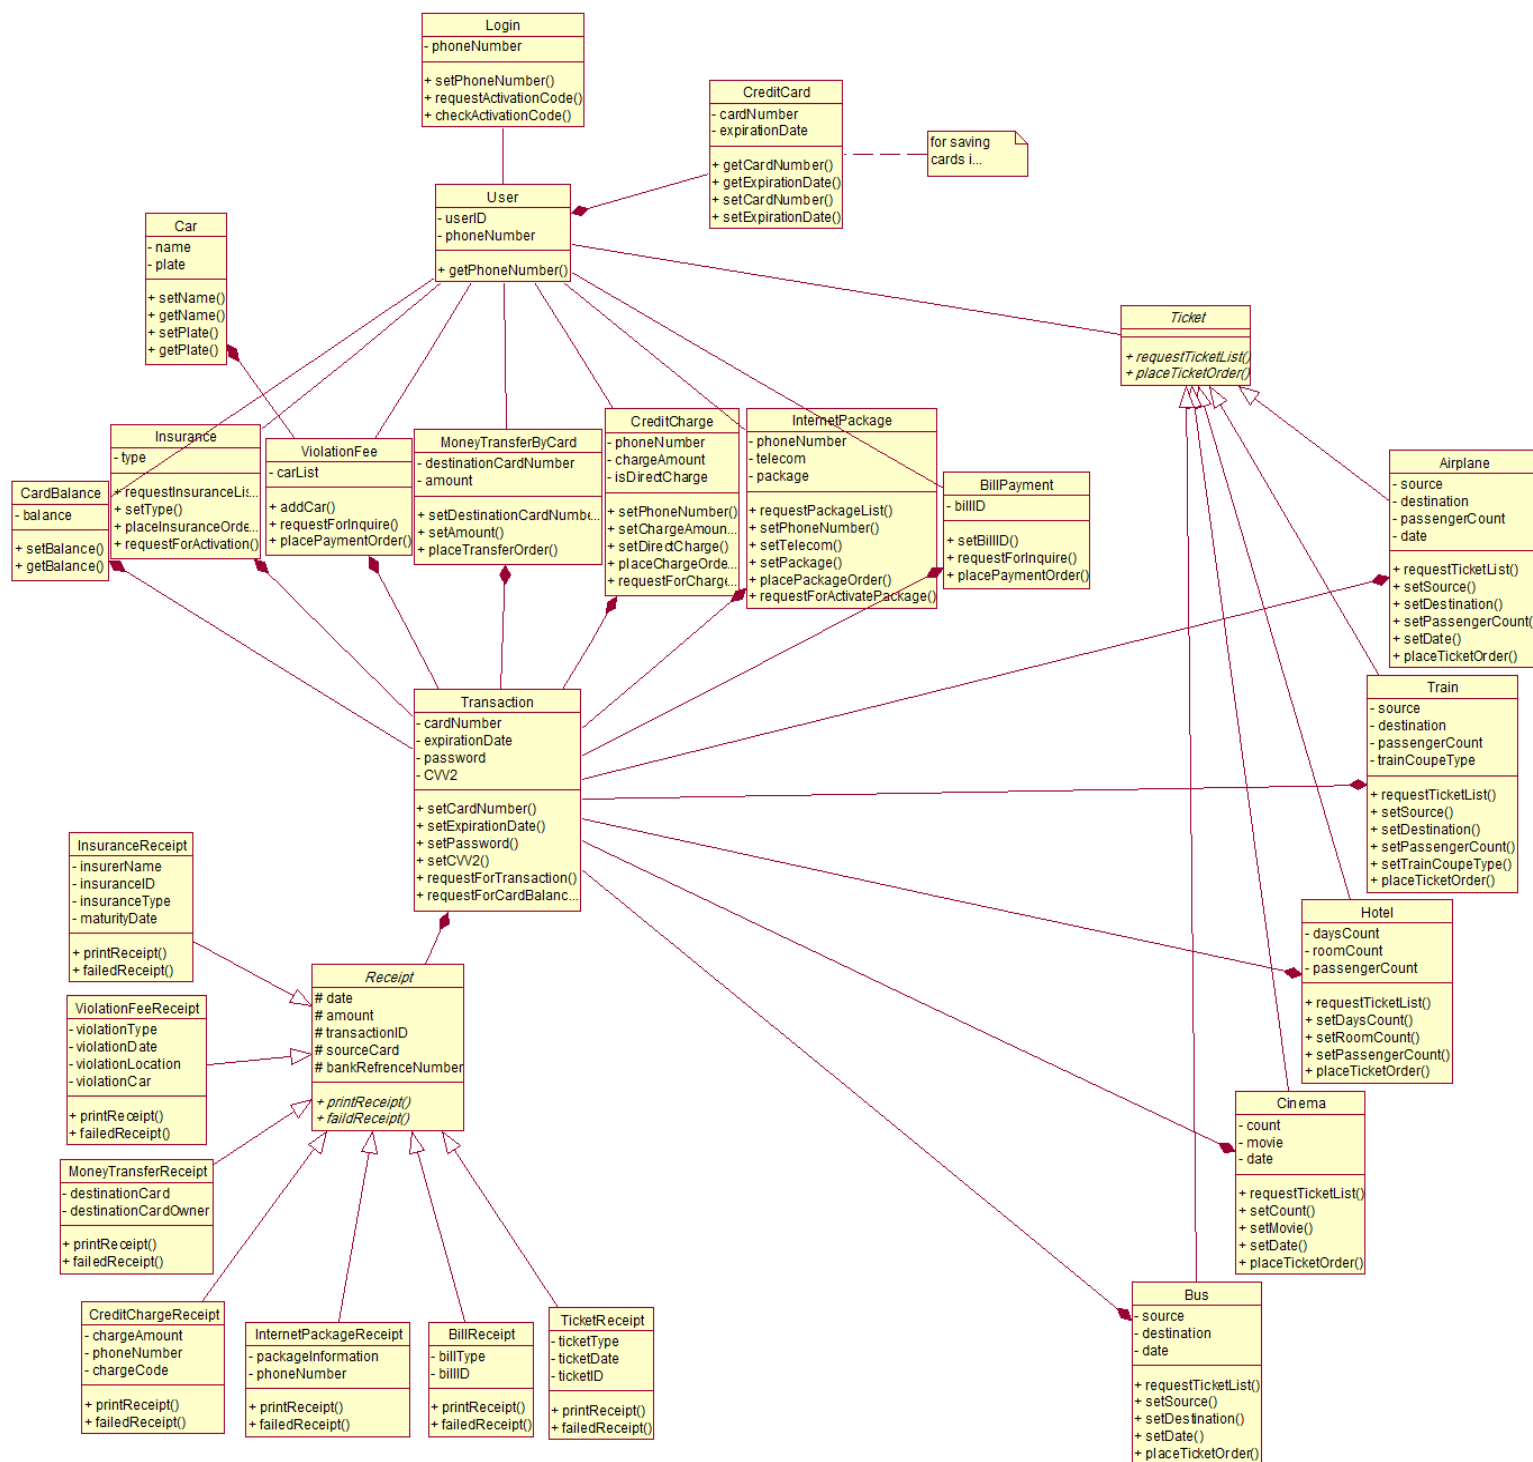 Login
- phoneNumber
+ setPhoneNumber()
+ requestActivationCode()
+ checkActivationCode()
CreditCard
- cardNumber
- expirationDate
+ getCardNumber()
+ getExpirationDate()
+ setCardNumber()
+ setExpirationDate()
for saving
cards i...
User
- userID
- phoneNumber
+ getPhoneNumber()
Car
- name
- plate
+ setName()
+ getName()
+ setPlate()
+ getPlate()
Ticket
+ requestTicketList()
+ placeTicketOrder()
CardBalance
- balance
+ setBalance()
+ getBalance()
Insurance
- type
+ requestInsuranceLis...
+ setType()
+ placeInsuranceOrde...
+ requestForActivation()
ViolationFee
- carList
+ addCar()
+ requestForInquire()
+ placePaymentOrder()
MoneyTransferByCard
- destinationCardNumber
- amount
+ setDestinationCardNumbe...
+ setAmount()
+ placeTransferOrder()
CreditCharge
- phoneNumber
- chargeAmount
- isDirectCharge
+ setPhoneNumber()
+ setChargeAmoun...
+ setDirectCharge()
+ placeChargeOrde...
+ requestForCharge...
InternetPackage
- phoneNumber
- telecom
- package
+ requestPackageList()
+ setPhoneNumber()
+ setTelecom()
+ setPackage()
+ placePackageOrder()
+ requestForActivatePackage()
BillPayment
- billID
+ setBillID()
+ requestForInquire()
+ placePaymentOrder()
Airplane
- source
- destination
- passengerCount
- date
+ requestTicketList()
+ setSource()
+ setDestination()
+ setPassengerCount()
+ setDate()
+ placeTicketOrder()
Transaction
- cardNumber
- expirationDate
- password
- CVV2
+ setCardNumber()
+ setExpirationDate()
+ setPassword()
+ setCVV2()
+ requestForTransaction()
+ requestForCardBalanc...
Train
- source
- destination
- passengerCount
- trainCoupeType
+ requestTicketList()
+ setSource()
+ setDestination()
+ setPassengerCount()
+ setTrainCoupeType()
+ placeTicketOrder()
InsuranceReceipt
- insurerName
- insuranceID
- insuranceType
- maturityDate
+ printReceipt()
+ failedReceipt()
Hotel
- daysCount
- roomCount
- passengerCount
+ requestTicketList()
+ setDaysCount()
+ setRoomCount()
+ setPassengerCount()
+ placeTicketOrder()
Receipt
# date
# amount
# transactionID
# sourceCard
# bankRefrenceNumber
+ printReceipt()
+ faildReceipt()
ViolationFeeReceipt
- violationType
- violationDate
- violationLocation
- violationCar
+ printReceipt()
+ failedReceipt()
Cinema
- count
- movie
- date
+ requestTicketList()
+ setCount()
+ setMovie()
+ setDate()
+ placeTicketOrder()
MoneyTransferReceipt
- destinationCard
- destinationCardOwner
+ printReceipt()
+ failedReceipt()
CreditChargeReceipt
- chargeAmount
- phoneNumber
- chargeCode
+ printReceipt()
+ failedReceipt()
InternetPackageReceipt
- packageInformation
- phoneNumber
+ printReceipt()
+ failedReceipt()
BillReceipt
- billType
- billID
+ printReceipt()
+ failedReceipt()
TicketReceipt
- ticketType
- ticketDate
- ticketID
+ printReceipt()
+ failedReceipt()
Bus
- source
- destination
- date
+ requestTicketList()
+ setSource()
+ setDestination()
+ setDate()
+ placeTicketOrder()